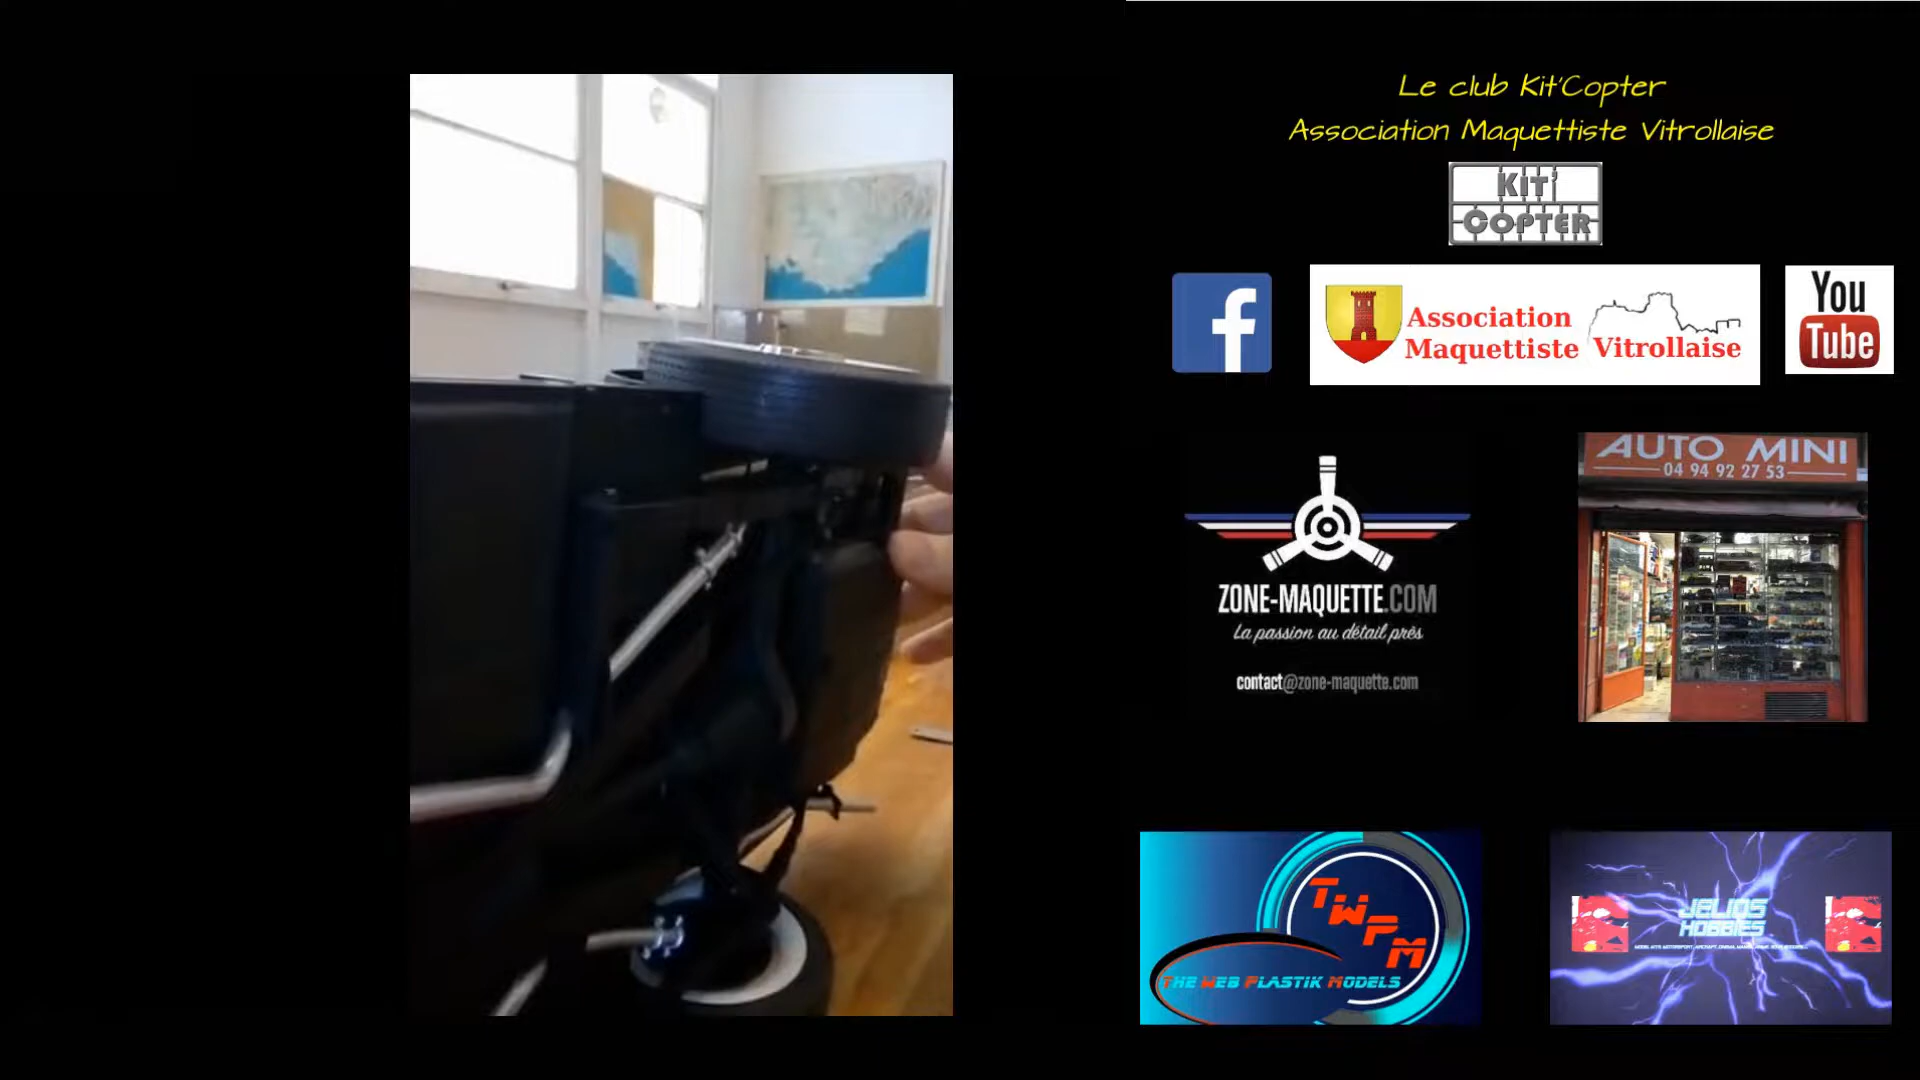 Le club Kit'Copter
Association Maquettiste Vitrollaise
KIT'
COPTER
f
Association
Maquettiste Vitrollaise
You
Tube
AUTO MINI
04 94 92 27 53
ZONE-MAQUETTE.COM
La passion au détail près
contact@zone-maquette.com
TWPM
THE WEB PLASTIK MODELS
JELIOS
HOBBIES